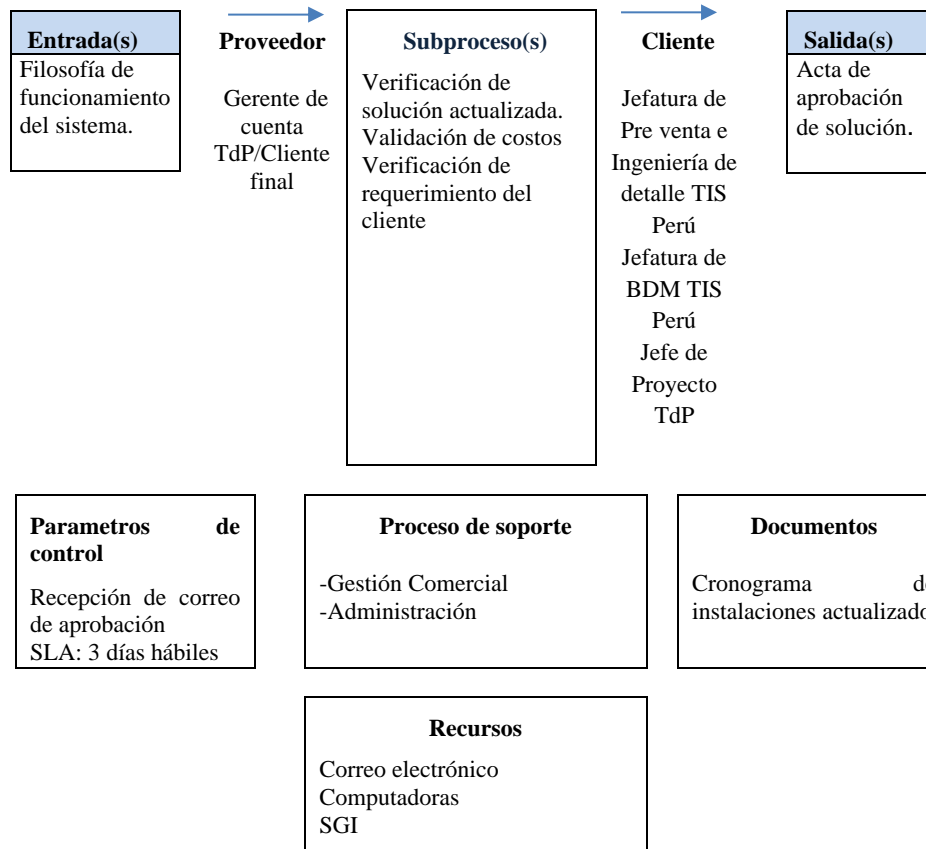 Entrada(s)
Filosofía de
funcionamiento
del sistema.
Proveedor
Gerente de
cuenta
TdP/Cliente
final
Subproceso(s)
Verificación de
solución actualizada.
Validación de costos
Verificación de
requerimiento del
cliente
Cliente
Jefatura de
Pre venta e
Ingeniería de
detalle TIS
Perú
Jefatura de
BDM TIS
Perú
Jefe de
Proyecto
TdP
Salida(s)
Acta de
aprobación
de solución.
Parametros de
control
Recepción de correo
de aprobación
SLA: 3 días hábiles
Proceso de soporte
-Gestión Comercial
-Administración
Documentos
Cronograma de
instalaciones actualizado
Recursos
Correo electrónico
Computadoras
SGI